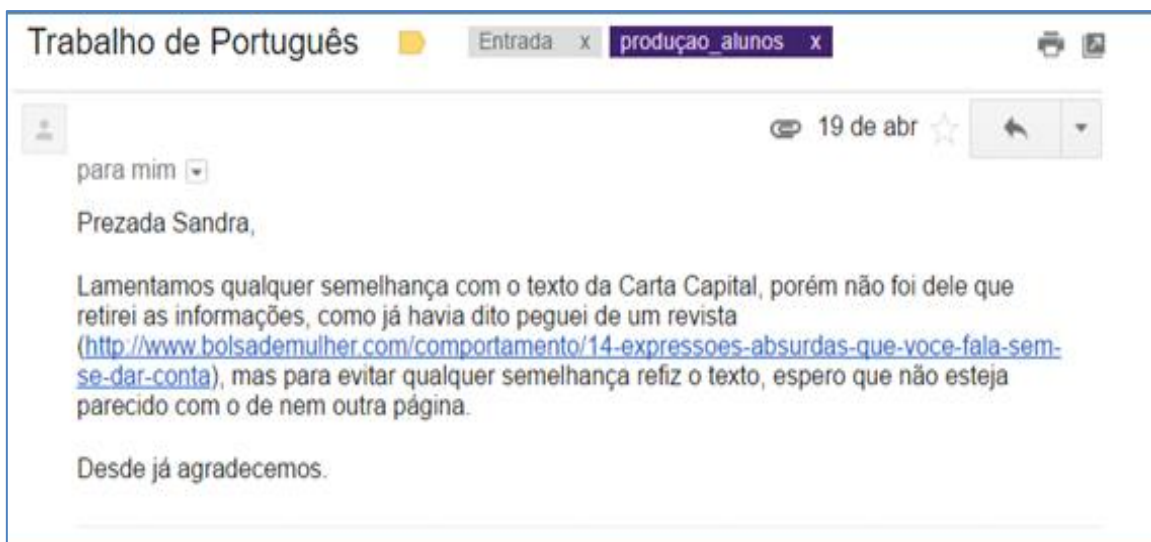 Trabalho de Português Entrada x produçao_alunos x
19 de abr
para mim
Prezada Sandra,
Lamentamos qualquer semelhança com o texto da Carta Capital, porém não foi dele que
retirei as informações, como já havia dito peguei de um revista
(http://www.bolsademulher.com/comportamento/14-expressoes-absurdas-que-voce-fala-sem-
se-dar-conta), mas para evitar qualquer semelhança refiz o texto, espero que não esteja
parecido com o de nem outra página.
Desde já agradecemos.